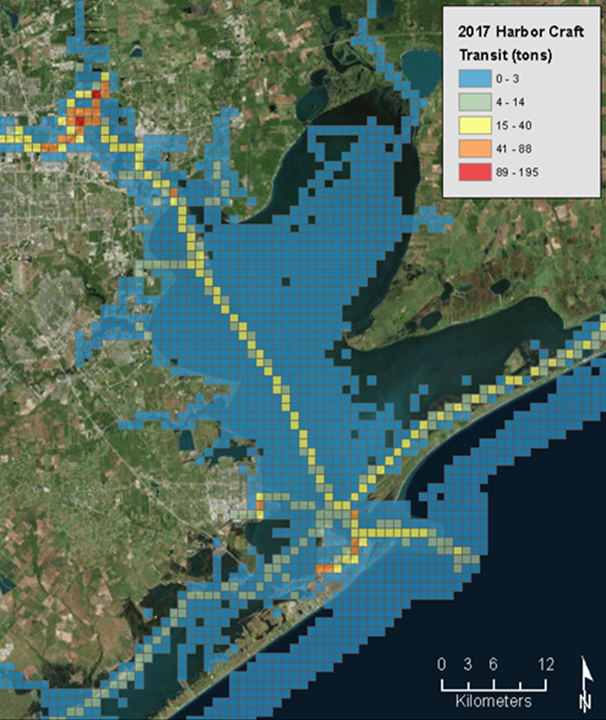 2017 Harbor Craft
Transit (tons)
0 - 3
4 - 14
15 - 40
41 - 88
89 - 195
0 3 6 12
Kilometers
N